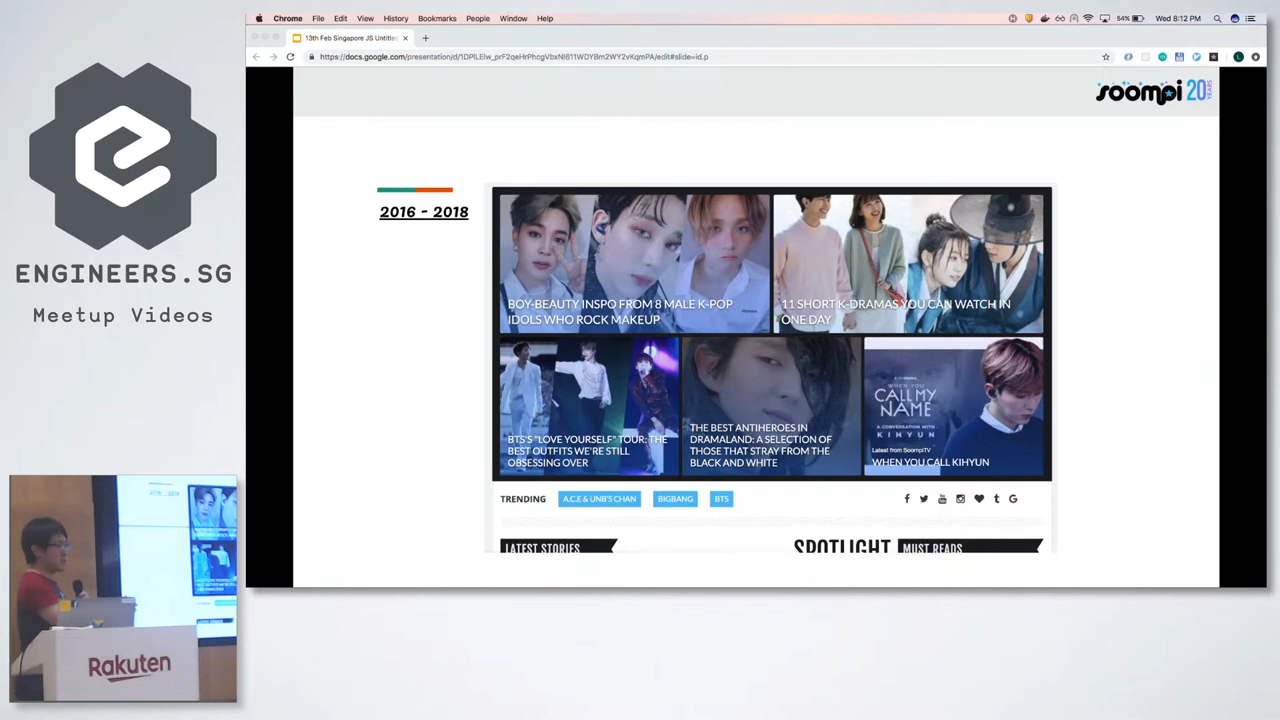 Chrome File Edit View History Bookmarks People Window Help
54% Wed 8:12 PM
13th Feb Singapore JS Untitled
soompi 20 YEARS
2016 - 2018
BOY-BEAUTY INSPO FROM 8 MALE K-POP
IDOLS WHO ROCK MAKEUP
11 SHORT K-DRAMAS YOU CAN WATCH IN
ONE DAY
BTS'S "LOVE YOURSELF" TOUR: THE
BEST OUTFITS WE'RE STILL
OBSESSING OVER
THE BEST ANTIHEROES IN
DRAMALAND: A SELECTION OF
THOSE THAT STRAY FROM THE
BLACK AND WHITE
WHEN YOU
CALL MY
NAME
A CONVERSATION WITH
KIHYUN
Latest from SoompiTV
WHEN YOU CALL KIHYUN
TRENDING A.C.E & UNB'S CHAN BIGBANG BTS
LATEST STORIES SPOTLIGHT MUST READS
ENGINEERS.SG
Meetup Videos
Rakuten